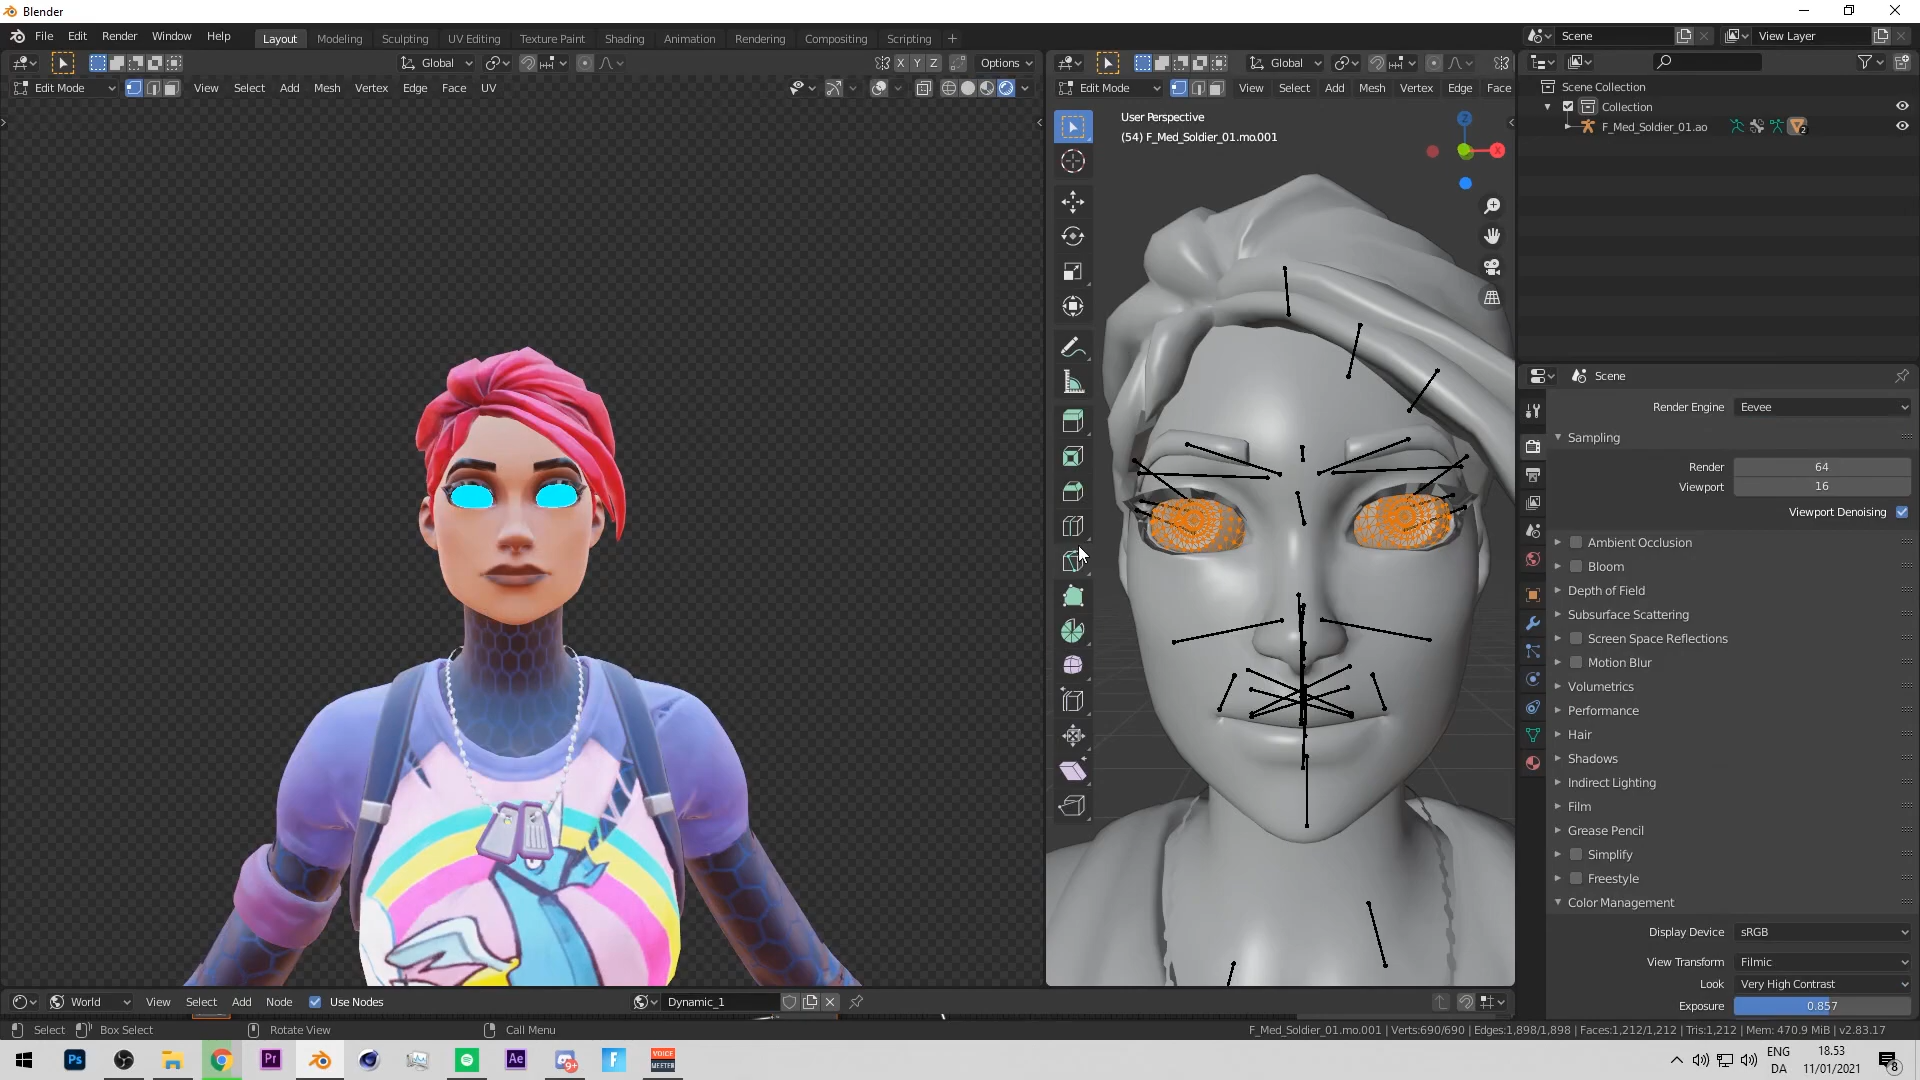 Blender
File Edit Render Window Help
Layout Modeling Sculpting UV Editing Texture Paint Shading Animation Rendering Compositing Scripting +
Scene
View Layer
Global
X Y Z
Options
Global
Edit Mode View Select Add Mesh Vertex Edge Face UV
Edit Mode View Select Add Mesh Vertex Edge Face
User Perspective
(54) F_Med_Soldier_01.mo.001
Z
X
Scene Collection
Collection
F_Med_Soldier_01.ao
2
Scene
Render Engine Eevee
Sampling
Render 64
Viewport 16
Viewport Denoising
Ambient Occlusion
Bloom
Depth of Field
Subsurface Scattering
Screen Space Reflections
Motion Blur
Volumetrics
Performance
Hair
Shadows
Indirect Lighting
Film
Grease Pencil
Simplify
Freestyle
Color Management
Display Device sRGB
View Transform Filmic
Look Very High Contrast
Exposure 0.857
World View Select Add Node Use Nodes Dynamic_1
Select Box Select Rotate View Call Menu
F_Med_Soldier_01.mo.001 | Verts:690/690 | Edges:1,898/1,898 | Faces:1,212/1,212 | Tris:1,212 | Mem: 470.9 MiB | v2.83.17
Ps Pr Ae 9+ F VOICE MEETER
ENG 18.53
DA 11/01/2021 8